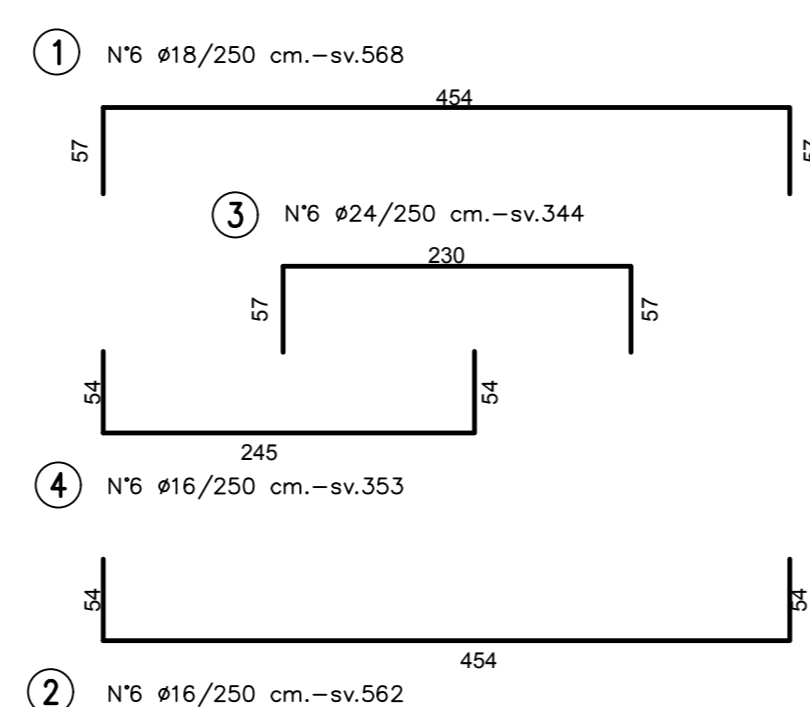 1 N°6 ø18/250 cm.-sv.568
454
57 57
3 N°6 ø24/250 cm.-sv.344
230
57 57
54 54
245
4 N°6 ø16/250 cm.-sv.353
54 54
454
2 N°6 ø16/250 cm.-sv.562